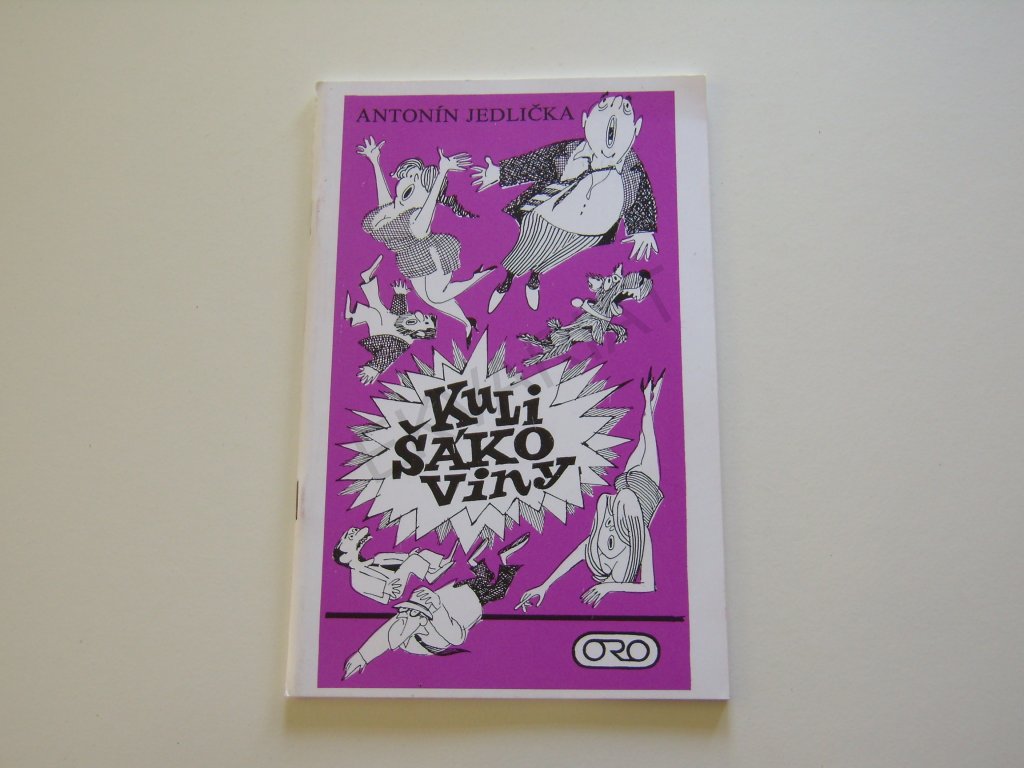 ANTONÍN JEDLIČKA
KuLi
ŠÁKO
viny
ORO